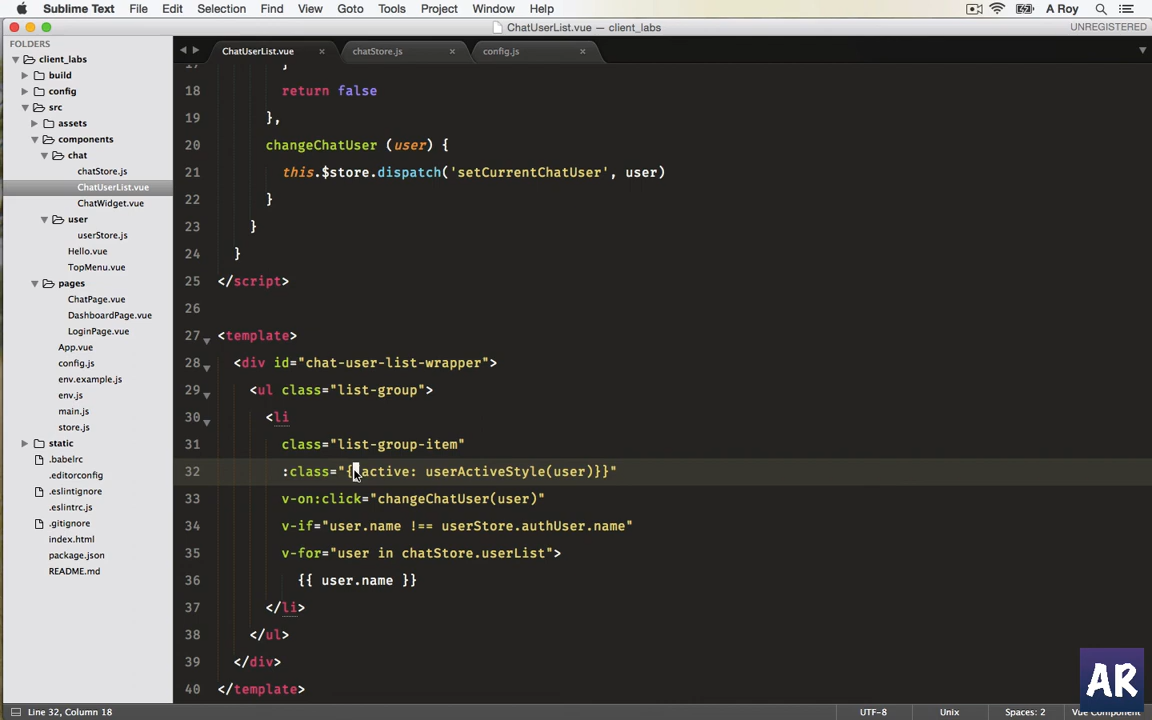 Sublime Text File Edit Selection Find View Goto Tools Project Window Help A Roy
ChatUserList.vue — client_labs UNREGISTERED
FOLDERS
client_labs
build
config
src
assets
components
chat
chatStore.js
ChatUserList.vue
ChatWidget.vue
user
userStore.js
Hello.vue
TopMenu.vue
pages
ChatPage.vue
DashboardPage.vue
LoginPage.vue
App.vue
config.js
env.example.js
env.js
main.js
store.js
static
.babelrc
.editorconfig
.eslintignore
.eslintrc.js
.gitignore
index.html
package.json
README.md
ChatUserList.vue chatStore.js config.js
17 }
18 return false
19 },
20 changeChatUser (user) {
21 this.$store.dispatch('setCurrentChatUser', user)
22 }
23 }
24 }
25 </script>
26
27 <template>
28 <div id="chat-user-list-wrapper">
29 <ul class="list-group">
30 <li
31 class="list-group-item"
32 :class="{ active: userActiveStyle(user)}}"
33 v-on:click="changeChatUser(user)"
34 v-if="user.name !== userStore.authUser.name"
35 v-for="user in chatStore.userList">
36 {{ user.name }}
37 </li>
38 </ul>
39 </div>
40 </template>
AR
Line 32, Column 18 UTF-8 Unix Spaces: 2 Vue Component